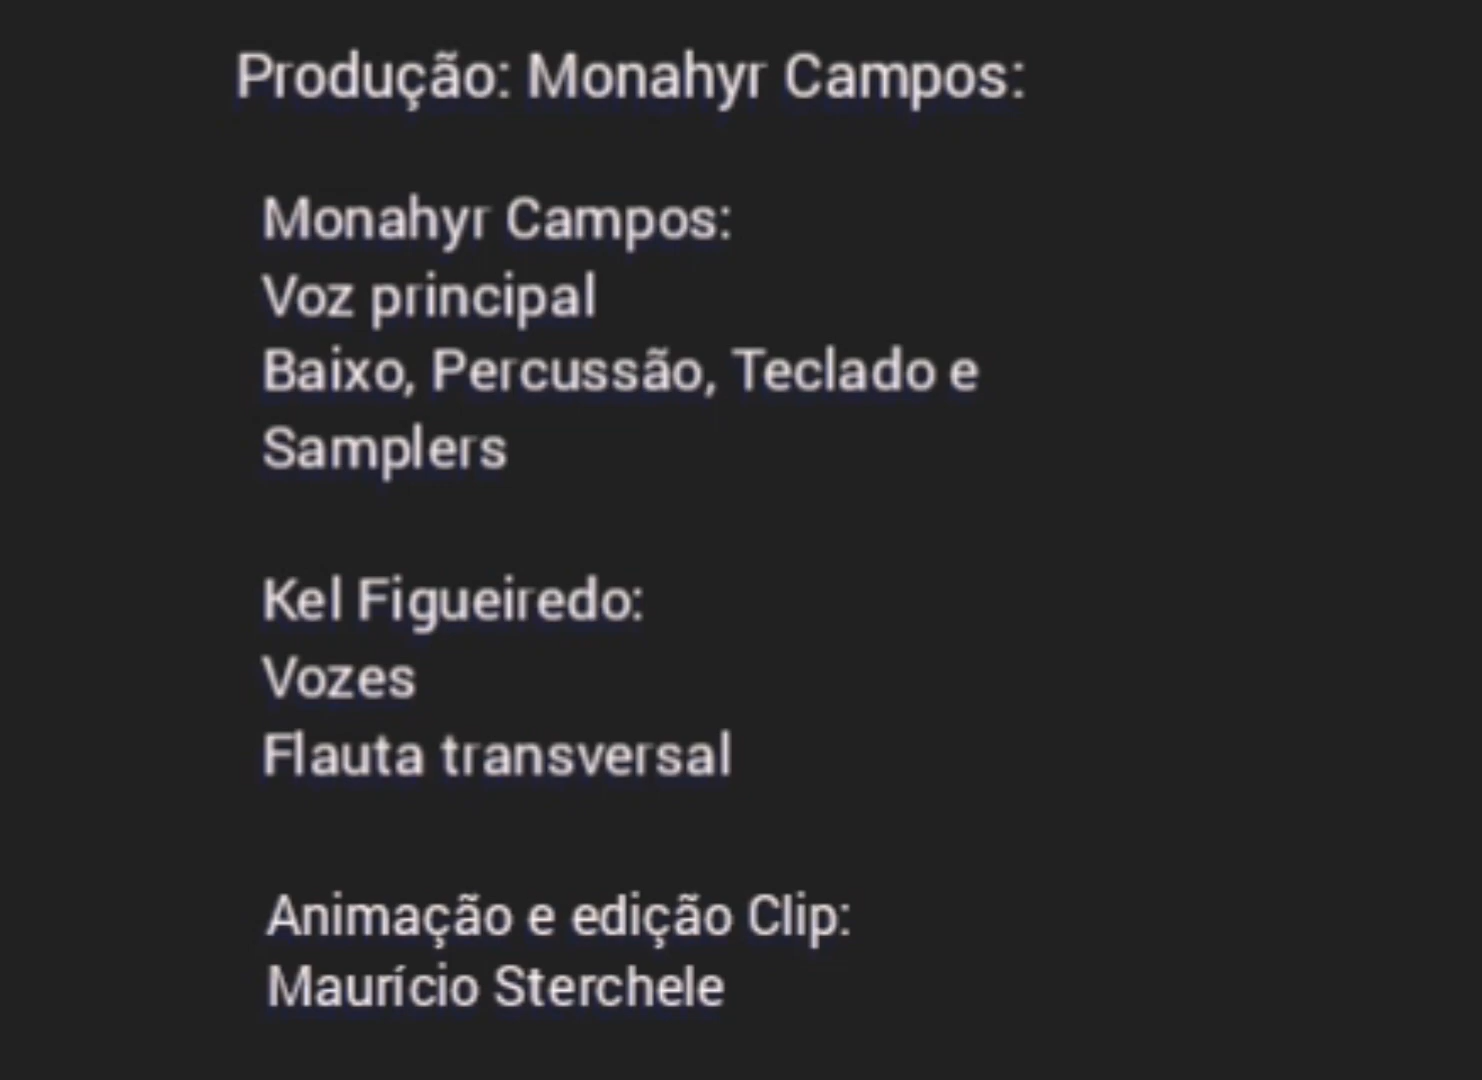 Produção: Monahyr Campos:
Monahyr Campos:
Voz principal
Baixo, Percussão, Teclado e
Samplers
Kel Figueiredo:
Vozes
Flauta transversal
Animação e edição Clip:
Maurício Sterchele